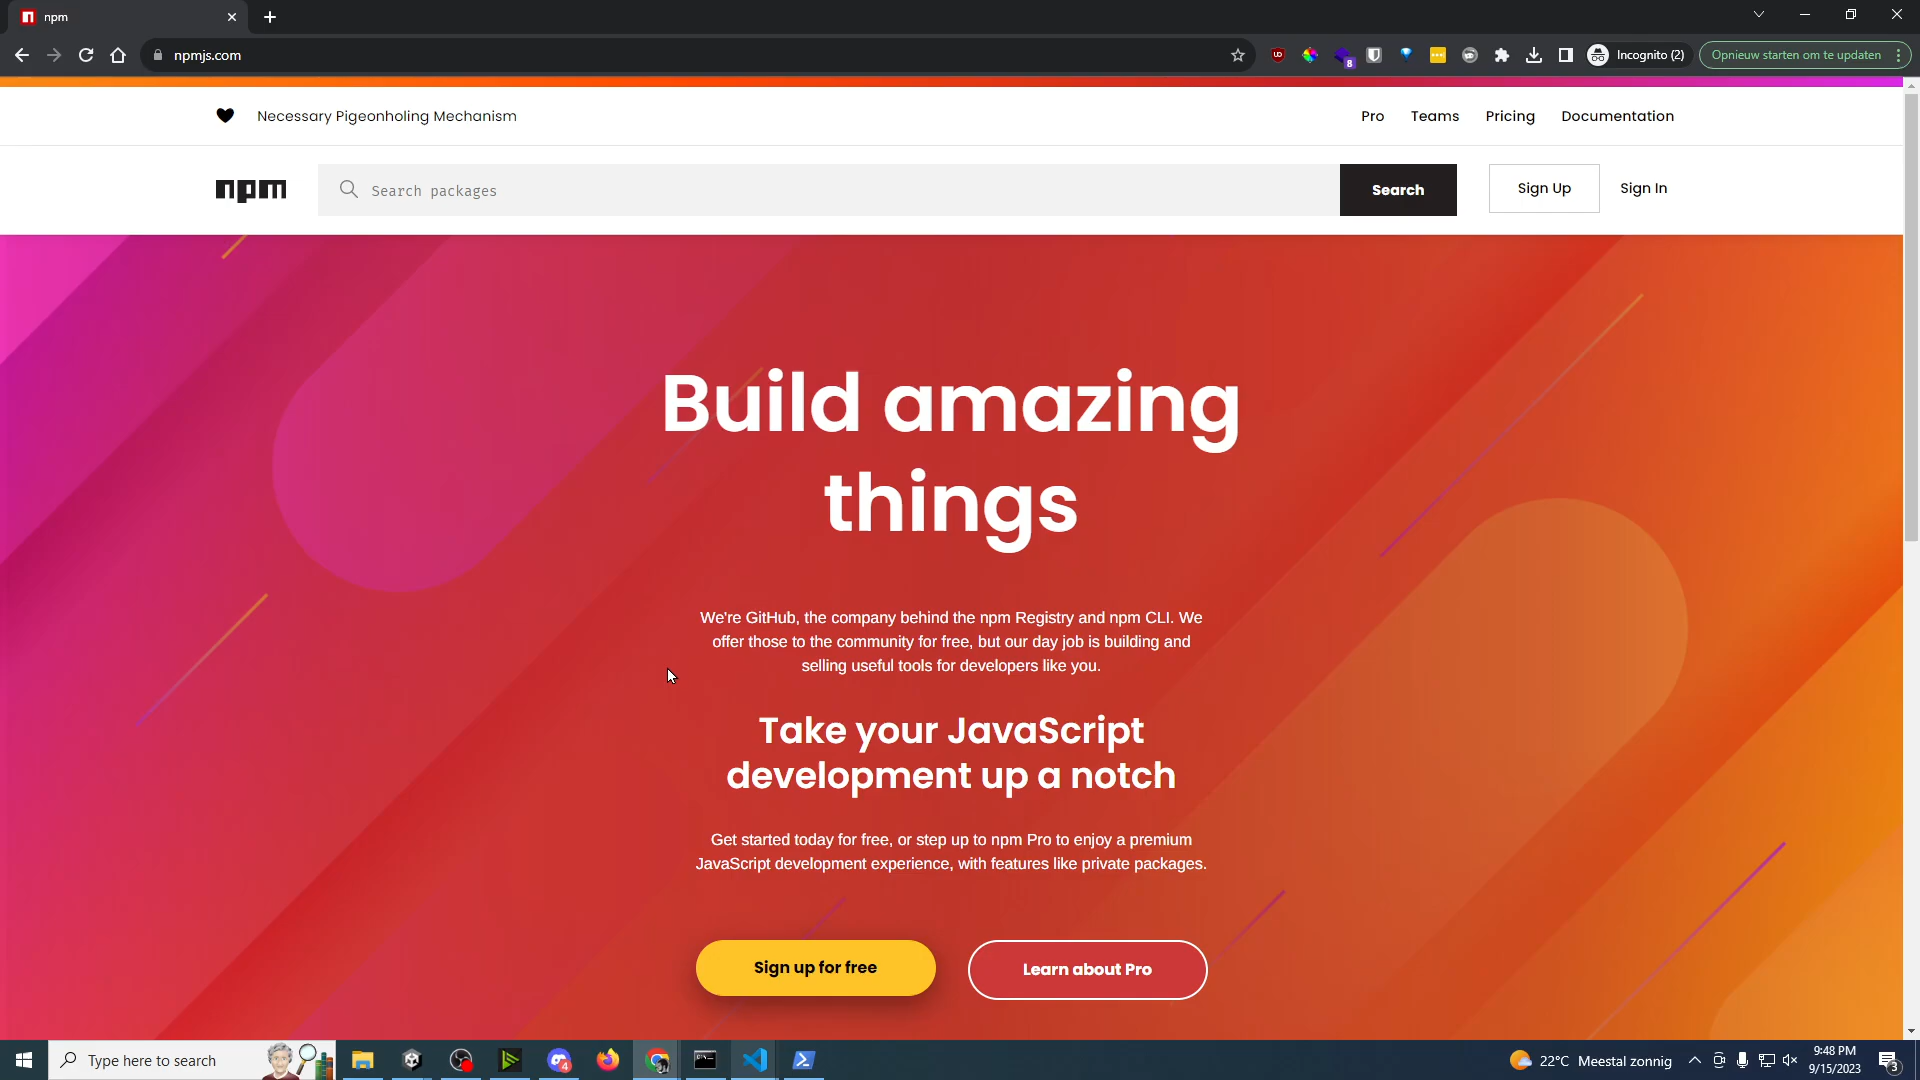 npm
npmjs.com
Incognito (2)
Opnieuw starten om te updaten
8
Necessary Pigeonholing Mechanism
Pro
Teams
Pricing
Documentation
npm
Search packages
Search
Sign Up
Sign In
Build amazing
things
We're GitHub, the company behind the npm Registry and npm CLI. We
offer those to the community for free, but our day job is building and
selling useful tools for developers like you.
Take your JavaScript
development up a notch
Get started today for free, or step up to npm Pro to enjoy a premium
JavaScript development experience, with features like private packages.
Sign up for free
Learn about Pro
Type here to search
4
22°C Meestal zonnig
9:48 PM
9/15/2023
3